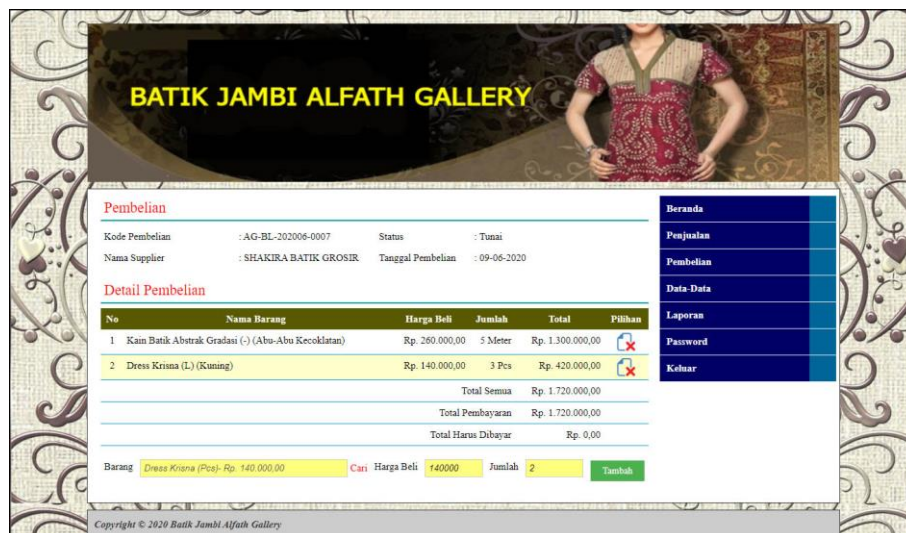 BATIK JAMBI ALFATH GALLERY
Pembelian
Kode Pembelian : AG-BL-202006-0007 Status : Tunai
Nama Supplier : SHAKIRA BATIK GROSIR Tanggal Pembelian : 09-06-2020
Detail Pembelian
No Nama Barang Harga Beli Jumlah Total Pilihan
1 Kain Batik Abstrak Gradasi (-) (Abu-Abu Kecoklatan) Rp. 260.000,00 5 Meter Rp. 1.300.000,00
2 Dress Krisna (L) (Kuning) Rp. 140.000,00 3 Pcs Rp. 420.000,00
Total Semua Rp. 1.720.000,00
Total Pembayaran Rp. 1.720.000,00
Total Harus Dibayar Rp. 0,00
Barang Dress Krisna (Pcs)- Rp. 140.000,00 Cari Harga Beli 140000 Jumlah 2 Tambah
Beranda
Penjualan
Pembelian
Data-Data
Laporan
Password
Keluar
Copyright © 2020 Batik Jambi Alfath Gallery